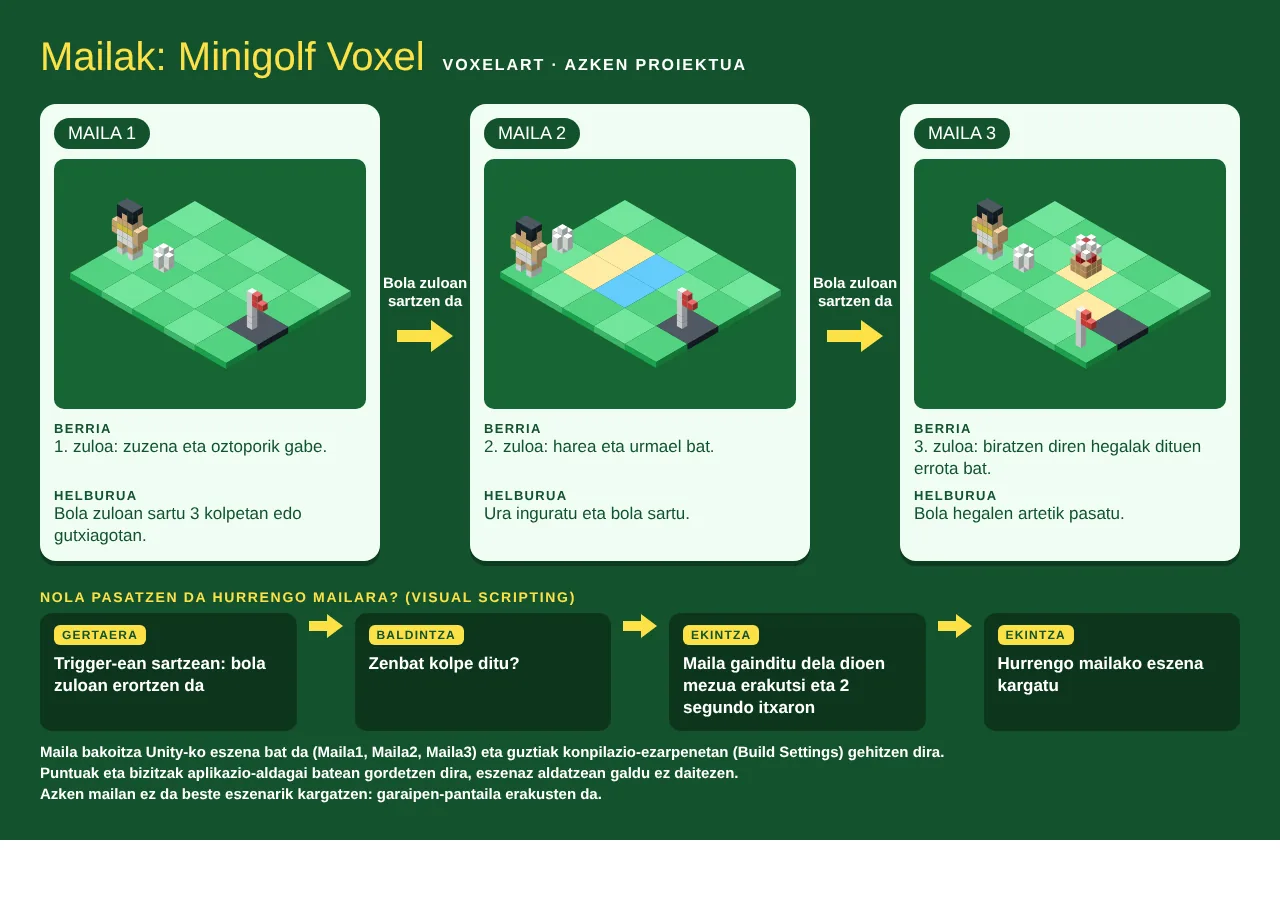 Mailak: Minigolf Voxel VOXELART · AZKEN PROIEKTUA
MAILA 1
BERRIA
1. zuloa: zuzena eta oztoporik gabe.
HELBURUA
Bola zuloan sartu 3 kolpetan edo
gutxiagotan.
Bola zuloan
sartzen da
MAILA 2
BERRIA
2. zuloa: harea eta urmael bat.
HELBURUA
Ura inguratu eta bola sartu.
Bola zuloan
sartzen da
MAILA 3
BERRIA
3. zuloa: biratzen diren hegalak dituen
errota bat.
HELBURUA
Bola hegalen artetik pasatu.
NOLA PASATZEN DA HURRENGO MAILARA? (VISUAL SCRIPTING)
GERTAERA
Trigger-ean sartzean: bola
zuloan erortzen da
BALDINTZA
Zenbat kolpe ditu?
EKINTZA
Maila gainditu dela dioen
mezua erakutsi eta 2
segundo itxaron
EKINTZA
Hurrengo mailako eszena
kargatu
Maila bakoitza Unity-ko eszena bat da (Maila1, Maila2, Maila3) eta guztiak konpilazio-ezarpenetan (Build Settings) gehitzen dira.
Puntuak eta bizitzak aplikazio-aldagai batean gordetzen dira, eszenaz aldatzean galdu ez daitezen.
Azken mailan ez da beste eszenarik kargatzen: garaipen-pantaila erakusten da.